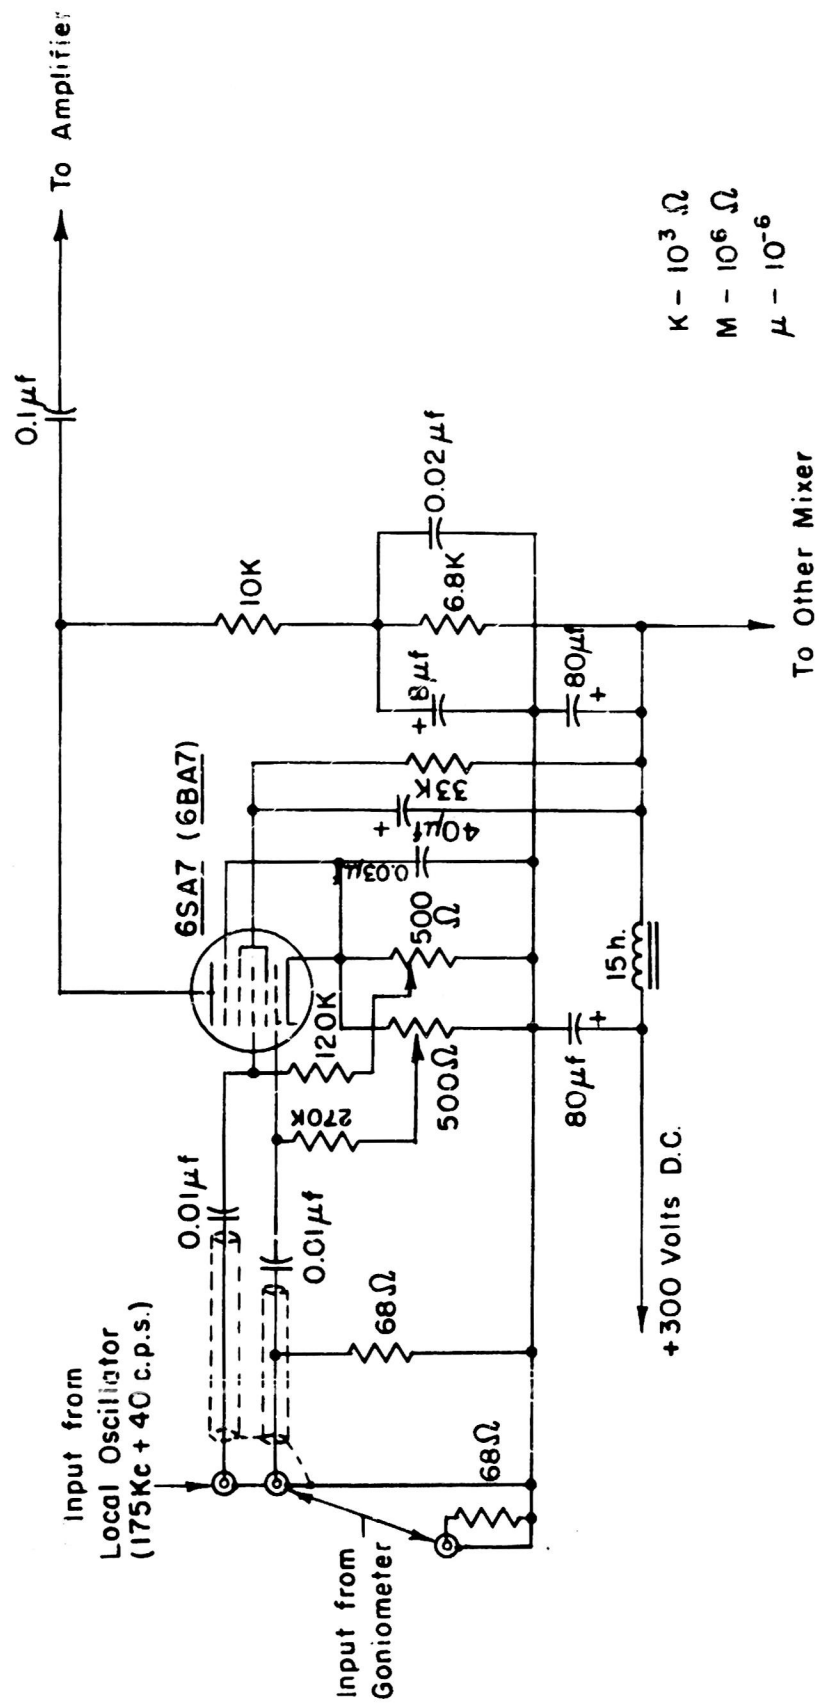 To Amplifier
0.1μf
10K
0.02μf
6.8K
8μf
+
80μf
+
To Other Mixer
K – 10³ Ω
M – 10⁶ Ω
μ – 10⁻⁶
6SA7 (6BA7)
33K
+
40μf
0.03μf
500
Ω
120K
500Ω
270K
15h.
80μf
+
+300 Volts D.C.
0.01μf
0.01μf
68Ω
68Ω
Input from
Local Oscillator
(175Kc + 40 c.p.s.)
Input from
Goniometer